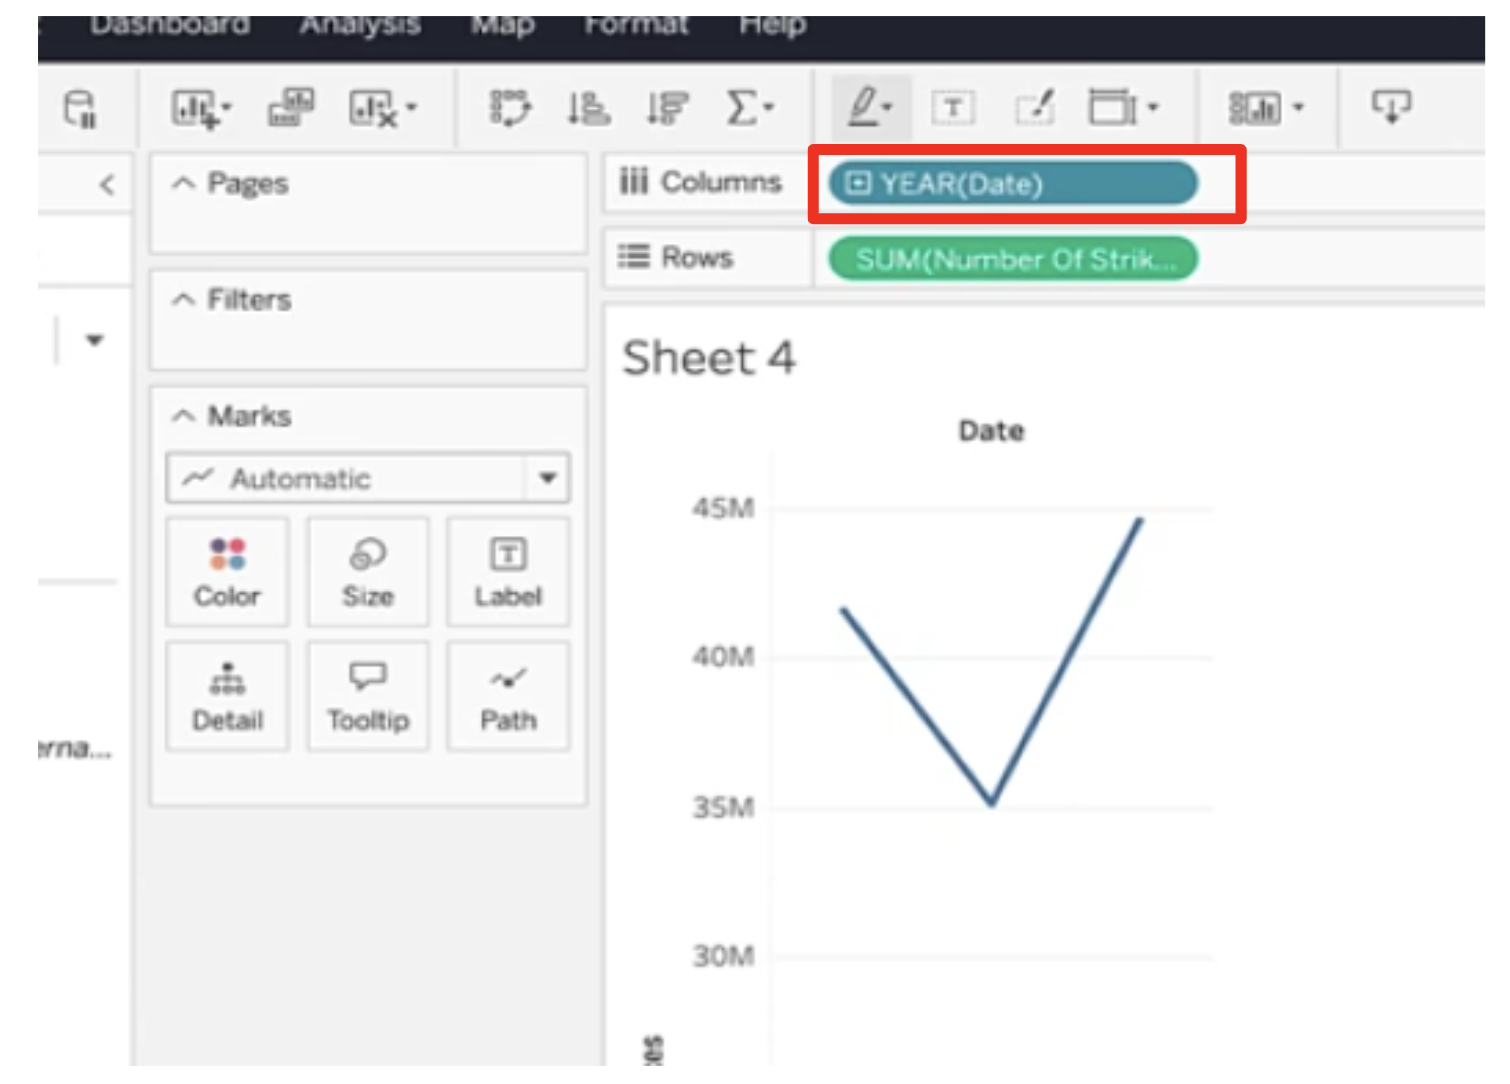 Dashboard Analysis Map Format Help
Pages
Columns
YEAR(Date)
Rows
SUM(Number Of Strik...
Filters
Marks
Automatic
Color
Size
Label
Detail
Tooltip
Path
erna...
Sheet 4
Date
45M
40M
35M
30M
es